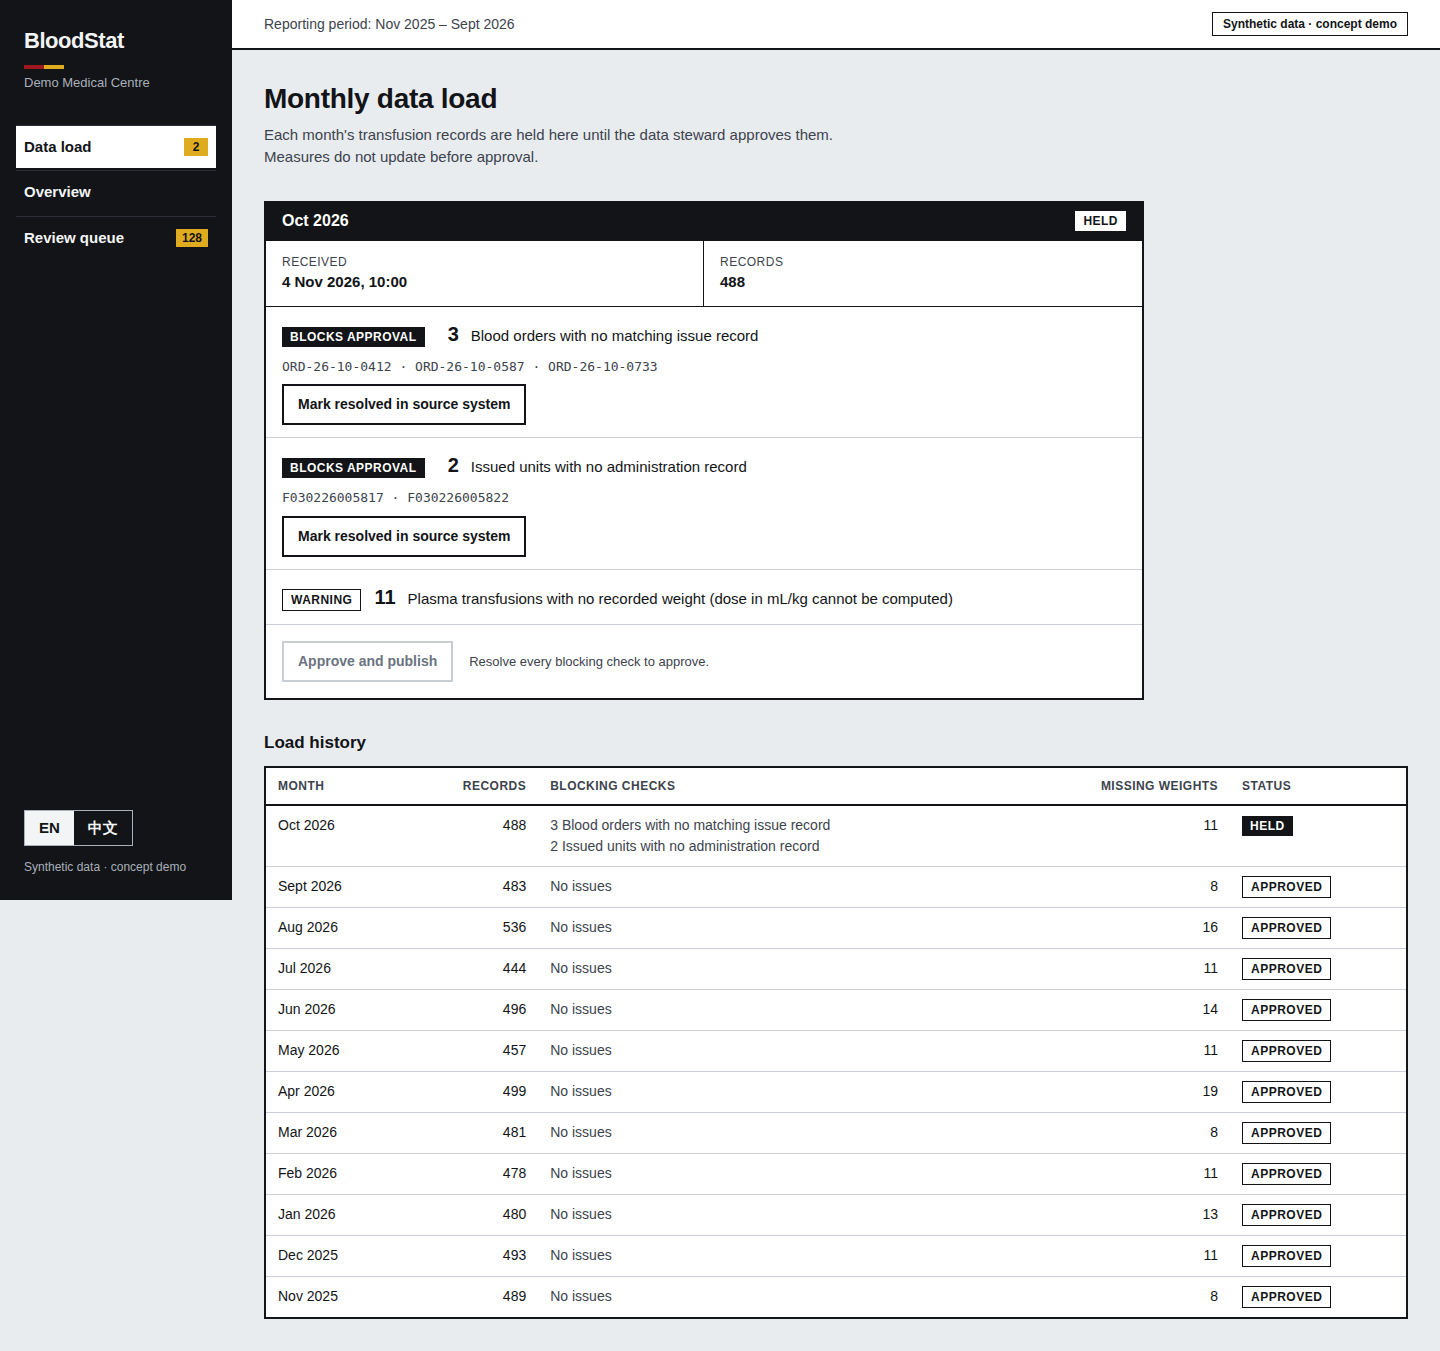 BloodStat
Demo Medical Centre
Data load 2
Overview
Review queue 128
EN 中文
Synthetic data · concept demo
Reporting period: Nov 2025 – Sept 2026
Synthetic data · concept demo
Monthly data load
Each month's transfusion records are held here until the data steward approves them.
Measures do not update before approval.
Oct 2026 HELD
RECEIVED RECORDS
4 Nov 2026, 10:00 488
BLOCKS APPROVAL 3 Blood orders with no matching issue record
ORD-26-10-0412 · ORD-26-10-0587 · ORD-26-10-0733
Mark resolved in source system
BLOCKS APPROVAL 2 Issued units with no administration record
F030226005817 · F030226005822
Mark resolved in source system
WARNING 11 Plasma transfusions with no recorded weight (dose in mL/kg cannot be computed)
Approve and publish Resolve every blocking check to approve.
Load history
MONTH RECORDS BLOCKING CHECKS MISSING WEIGHTS STATUS
Oct 2026 488 3 Blood orders with no matching issue record 11 HELD
2 Issued units with no administration record
Sept 2026 483 No issues 8 APPROVED
Aug 2026 536 No issues 16 APPROVED
Jul 2026 444 No issues 11 APPROVED
Jun 2026 496 No issues 14 APPROVED
May 2026 457 No issues 11 APPROVED
Apr 2026 499 No issues 19 APPROVED
Mar 2026 481 No issues 8 APPROVED
Feb 2026 478 No issues 11 APPROVED
Jan 2026 480 No issues 13 APPROVED
Dec 2025 493 No issues 11 APPROVED
Nov 2025 489 No issues 8 APPROVED